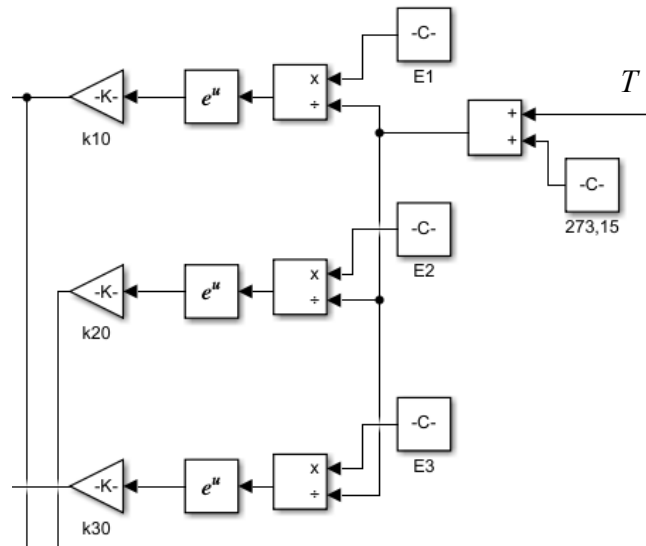 -C-
E1
x
÷
e^u
-K-
k10
T
+
+
-C-
273,15
-C-
E2
x
÷
e^u
-K-
k20
-C-
E3
x
÷
e^u
-K-
k30